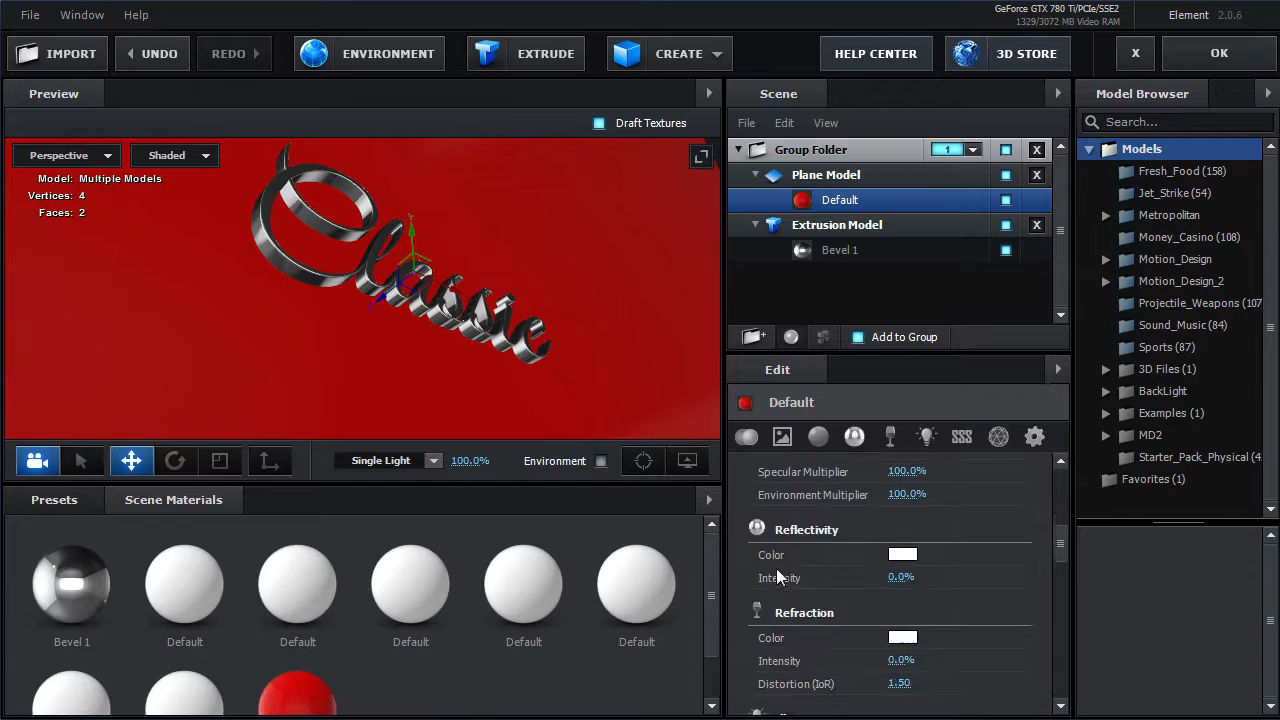 File Window Help
GeForce GTX 780 Ti/PCIe/SSE2
1329/3072 MB Video RAM
Element 2.0.6
IMPORT UNDO REDO ENVIRONMENT EXTRUDE CREATE HELP CENTER 3D STORE X OK
Preview
Draft Textures
Perspective Shaded
Model: Multiple Models
Vertices: 4
Faces: 2
Classic
Y
Single Light 100.0% Environment
Presets Scene Materials
Bevel 1 Default Default Default Default Default
Scene
File Edit View
Group Folder 1 X
Plane Model X
Default
Extrusion Model X
Bevel 1
Add to Group
Edit
Default
Specular Multiplier 100.0%
Environment Multiplier 100.0%
Reflectivity
Color
Intensity 0.0%
Refraction
Color
Intensity 0.0%
Distortion (IoR) 1.50
Model Browser
Search...
Models
Fresh_Food (158)
Jet_Strike (54)
Metropolitan
Money_Casino (108)
Motion_Design
Motion_Design_2
Projectile_Weapons (107
Sound_Music (84)
Sports (87)
3D Files (1)
BackLight
Examples (1)
MD2
Starter_Pack_Physical (4
Favorites (1)